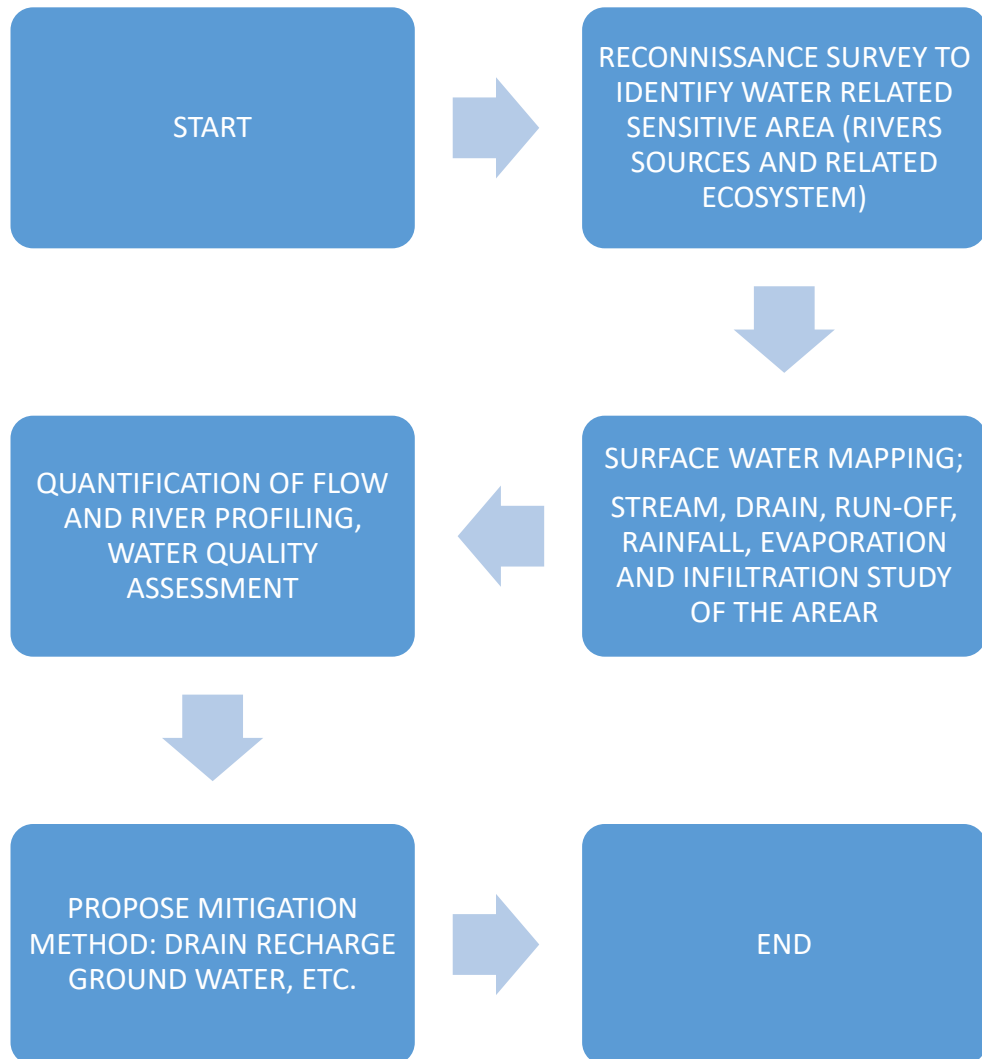 START
RECONNISSANCE SURVEY TO
IDENTIFY WATER RELATED
SENSITIVE AREA (RIVERS
SOURCES AND RELATED
ECOSYSTEM)
SURFACE WATER MAPPING;
STREAM, DRAIN, RUN-OFF,
RAINFALL, EVAPORATION
AND INFILTRATION STUDY
OF THE AREAR
QUANTIFICATION OF FLOW
AND RIVER PROFILING,
WATER QUALITY
ASSESSMENT
PROPOSE MITIGATION
METHOD: DRAIN RECHARGE
GROUND WATER, ETC.
END